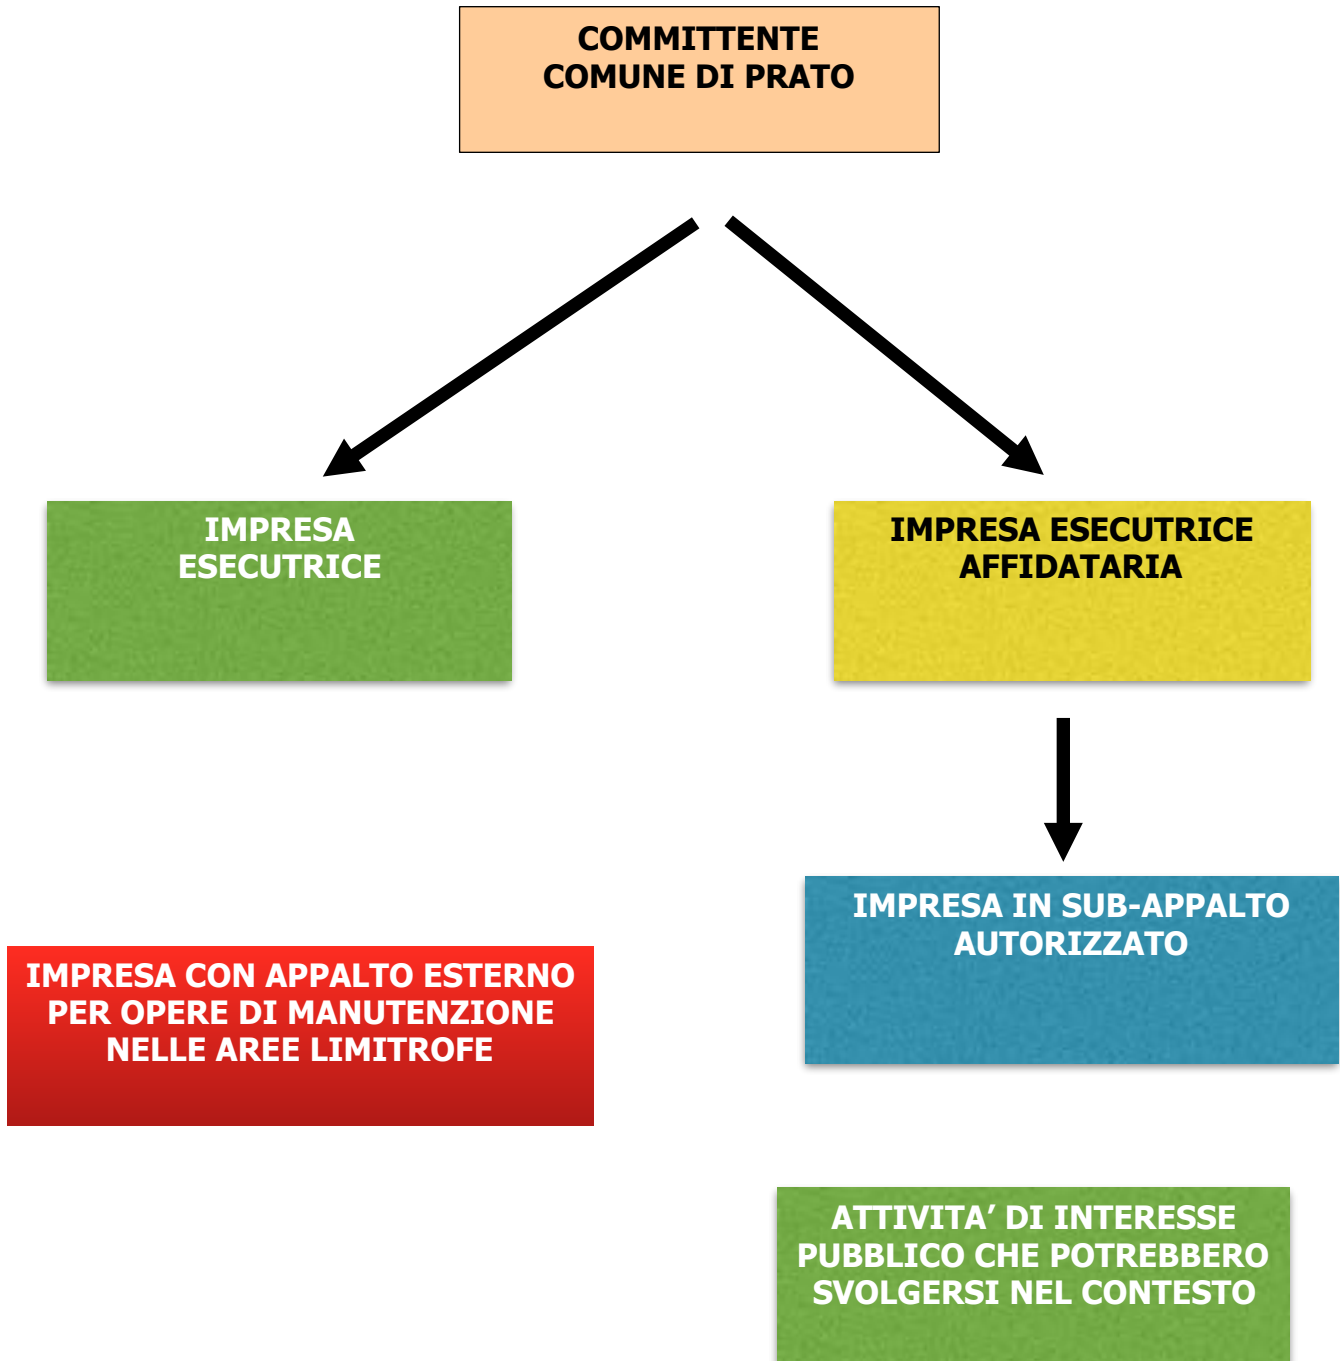 COMMITTENTE
COMUNE DI PRATO
IMPRESA
ESECUTRICE
IMPRESA ESECUTRICE
AFFIDATARIA
IMPRESA IN SUB-APPALTO
AUTORIZZATO
IMPRESA CON APPALTO ESTERNO
PER OPERE DI MANUTENZIONE
NELLE AREE LIMITROFE
ATTIVITA’ DI INTERESSE
PUBBLICO CHE POTREBBERO
SVOLGERSI NEL CONTESTO